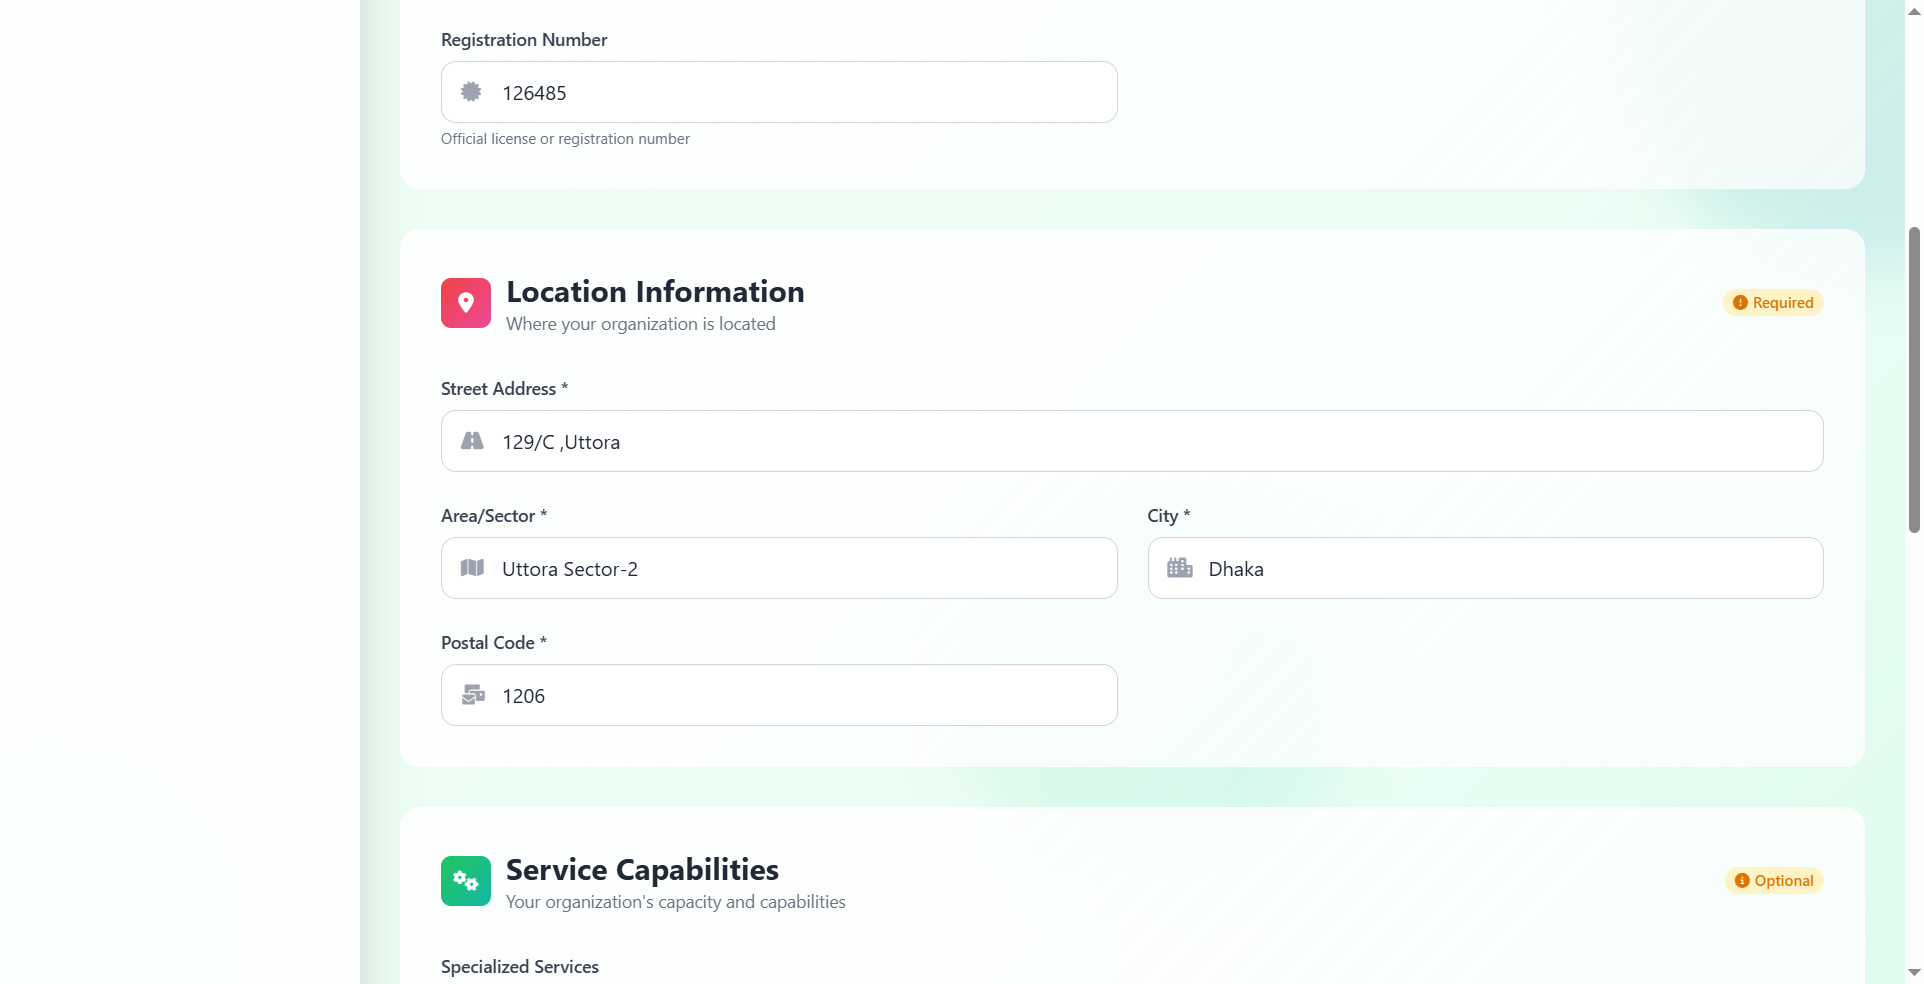 Registration Number
126485
Official license or registration number
Location Information
Where your organization is located
Required
Street Address *
129/C ,Uttora
Area/Sector *
City *
Uttora Sector-2
Dhaka
Postal Code *
1206
Service Capabilities
Your organization's capacity and capabilities
Optional
Specialized Services